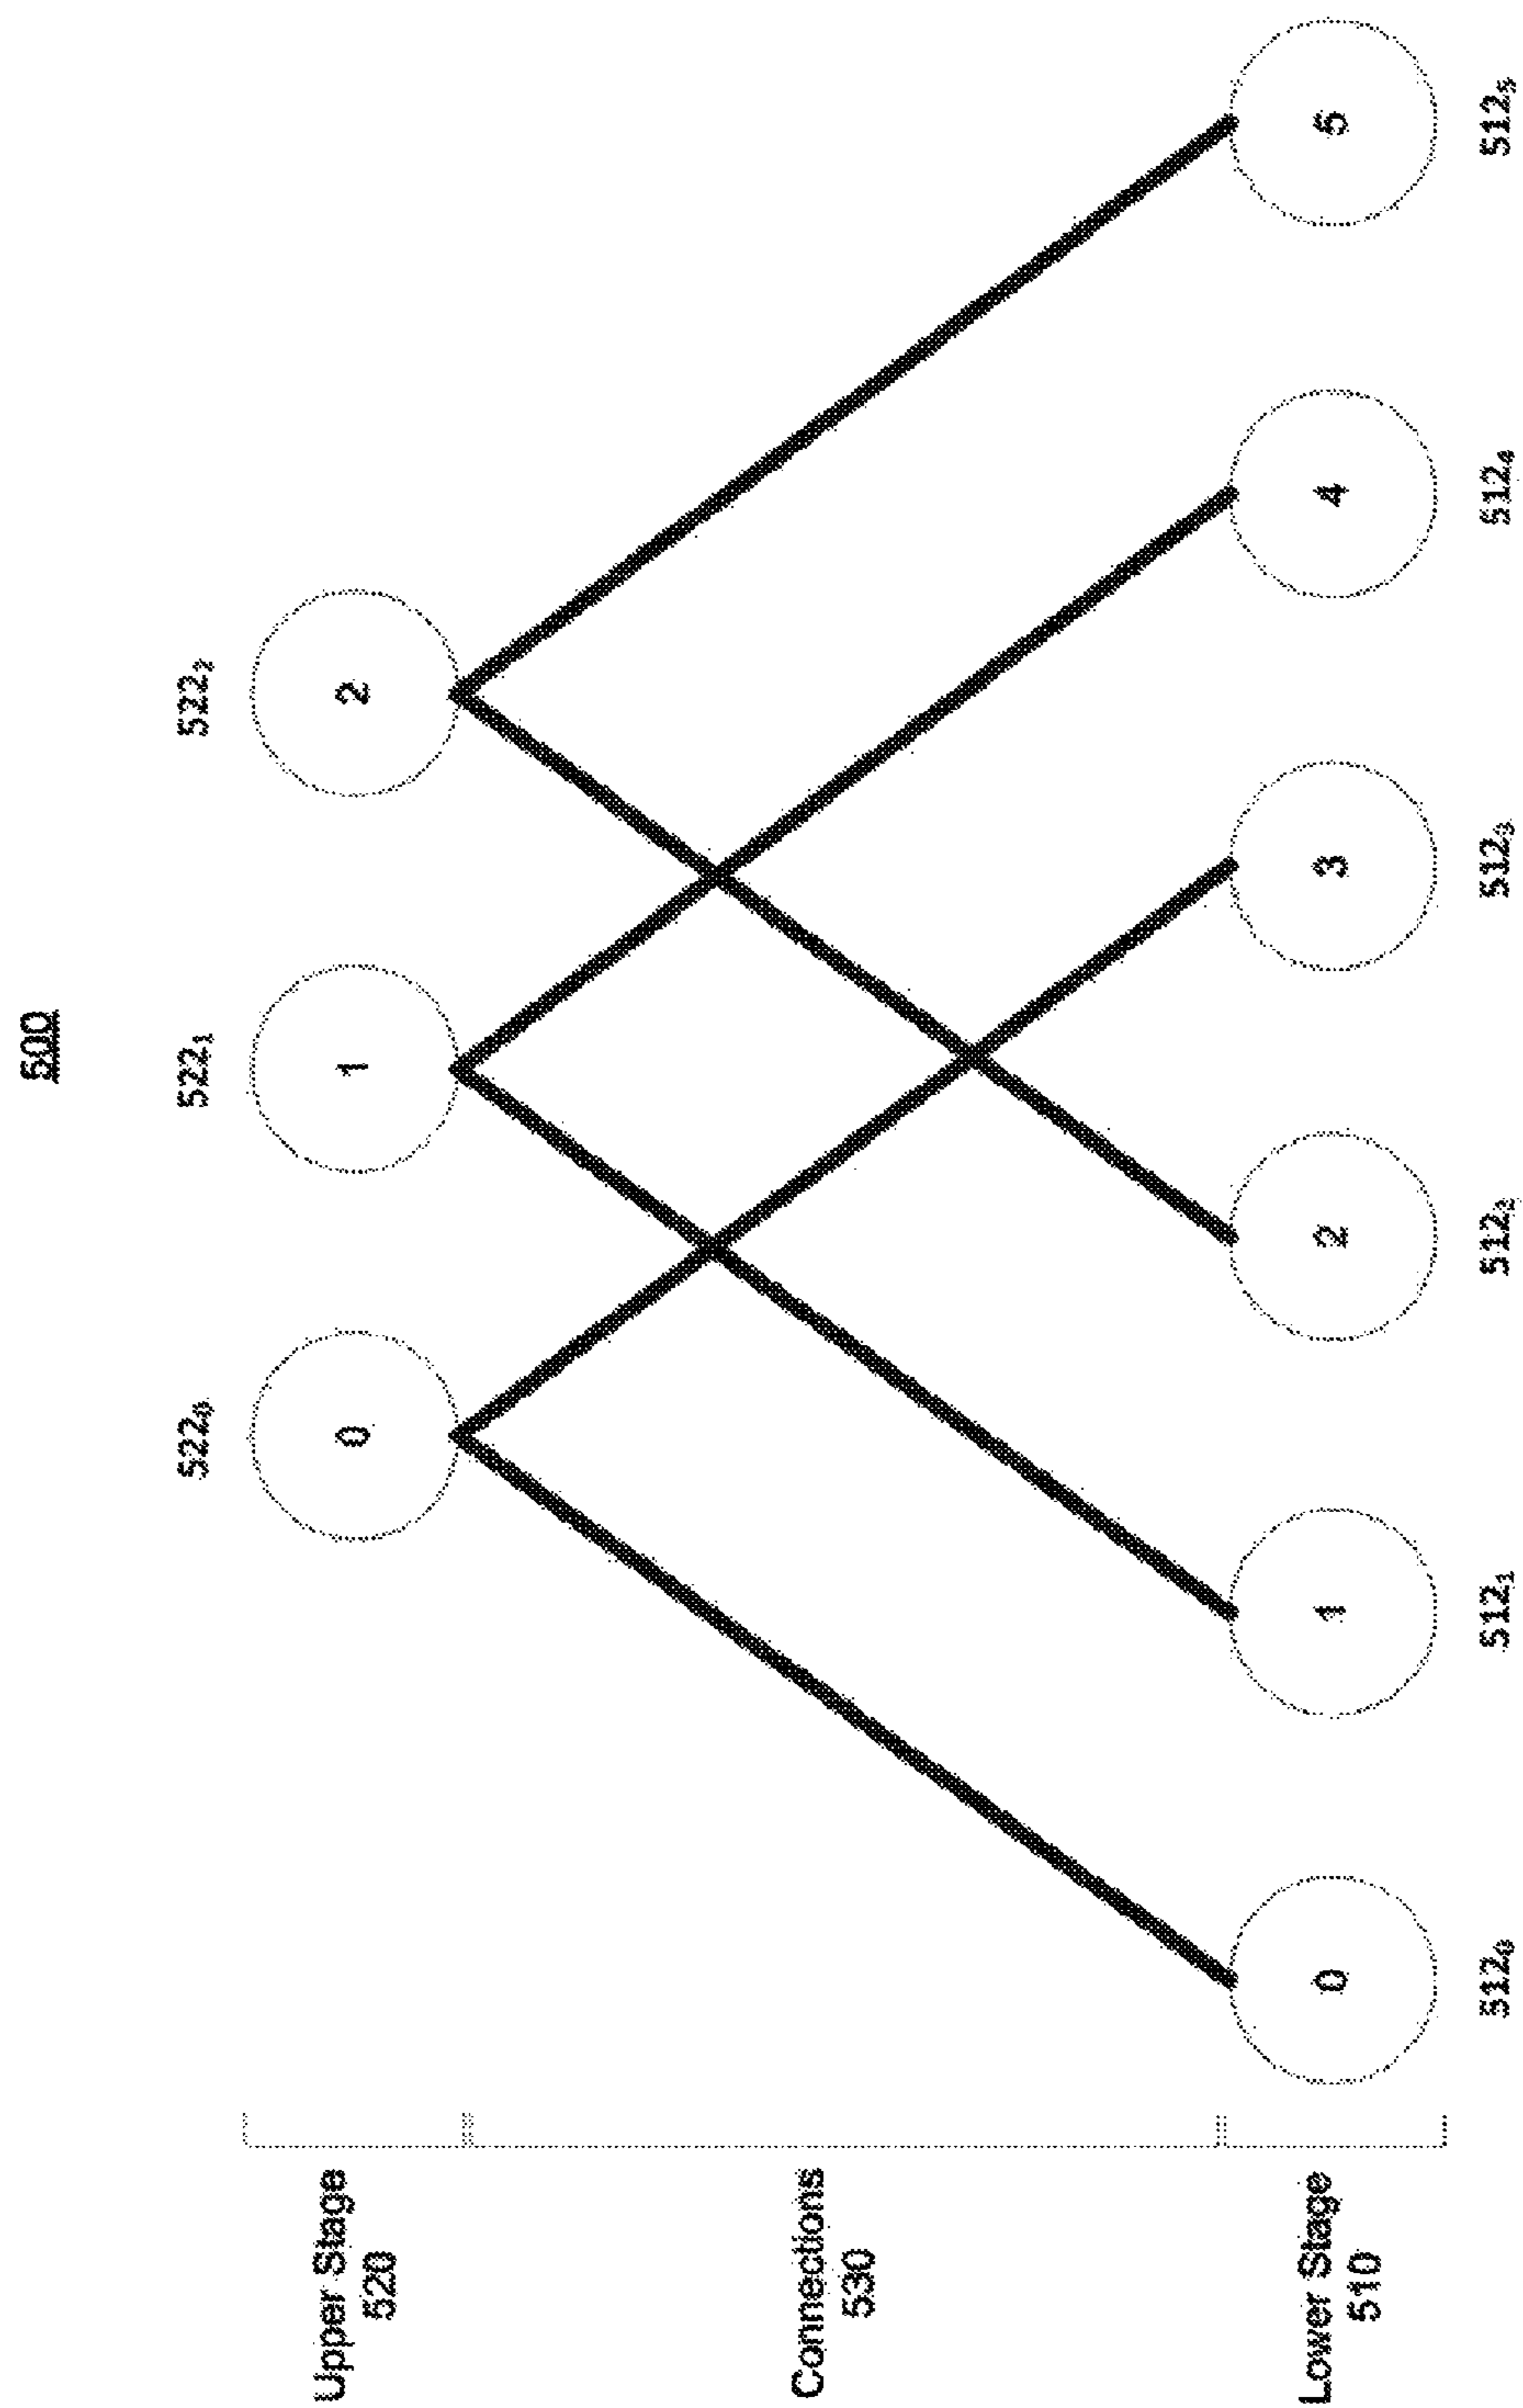 500
522₀ 522₁ 522₂
0 1 2
Upper Stage
520
Connections
530
Lower Stage
510
0 1 2 3 4 5
512₀ 512₁ 512₂ 512₃ 512₄ 512₅